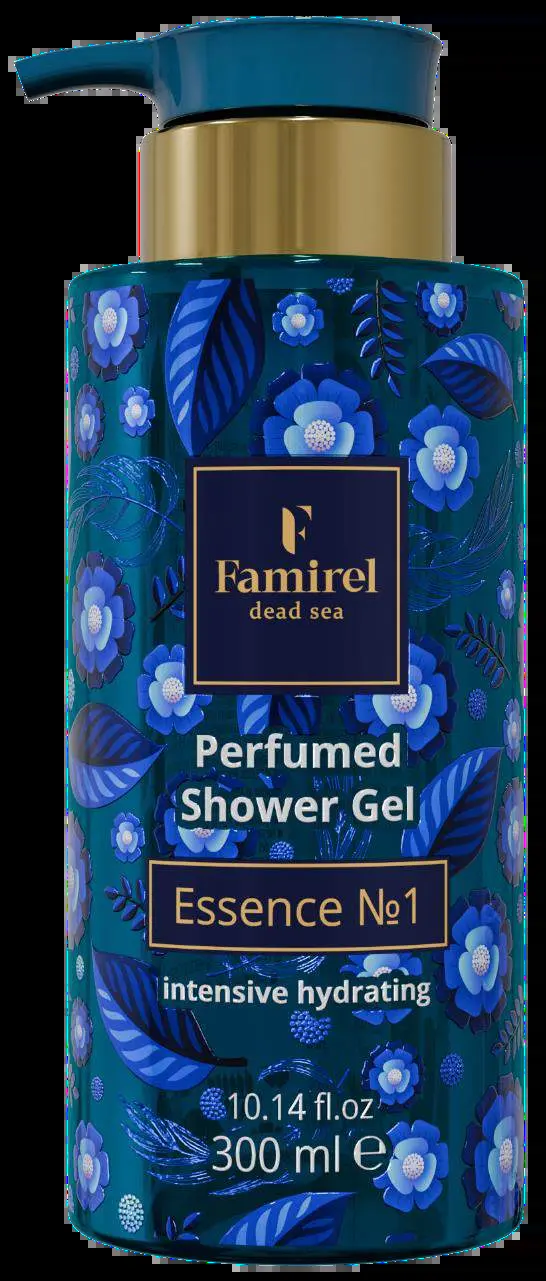 Famirel
dead sea
Perfumed
Shower Gel
Essence №1
intensive hydrating
10.14 fl.oz
300 ml ℮